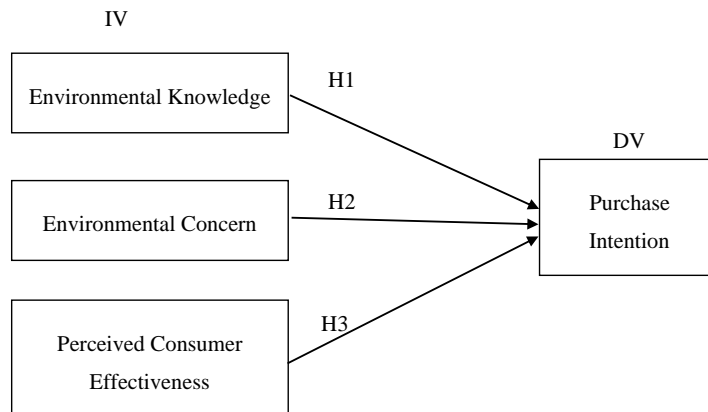 IV
Environmental Knowledge
H1
DV
Environmental Concern
H2
Purchase
Intention
H3
Perceived Consumer
Effectiveness